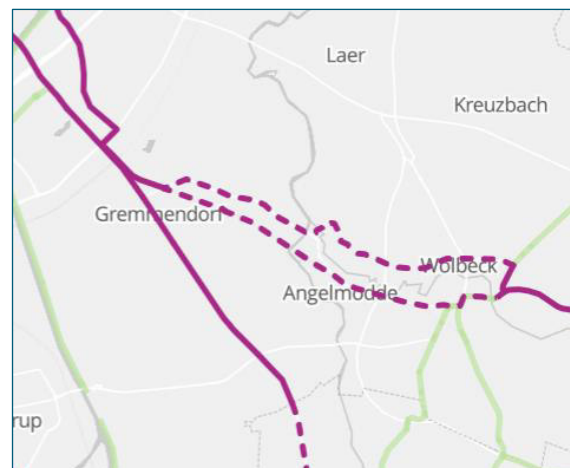 Laer
Kreuzbach
Gremmendorf
Wolbeck
Angelmodde
rup